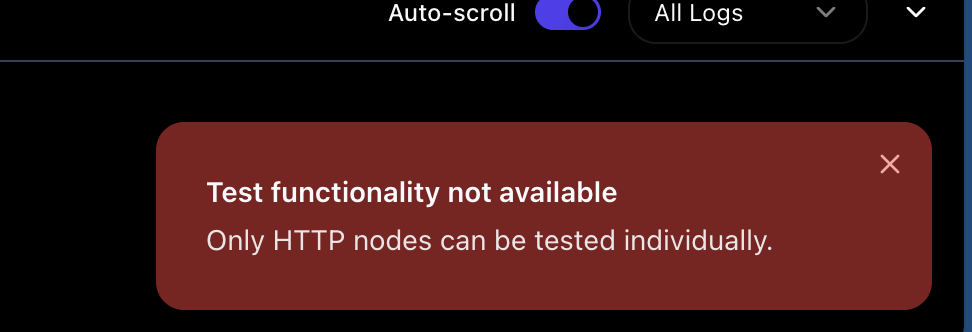 Auto-scroll All Logs
Test functionality not available
Only HTTP nodes can be tested individually.